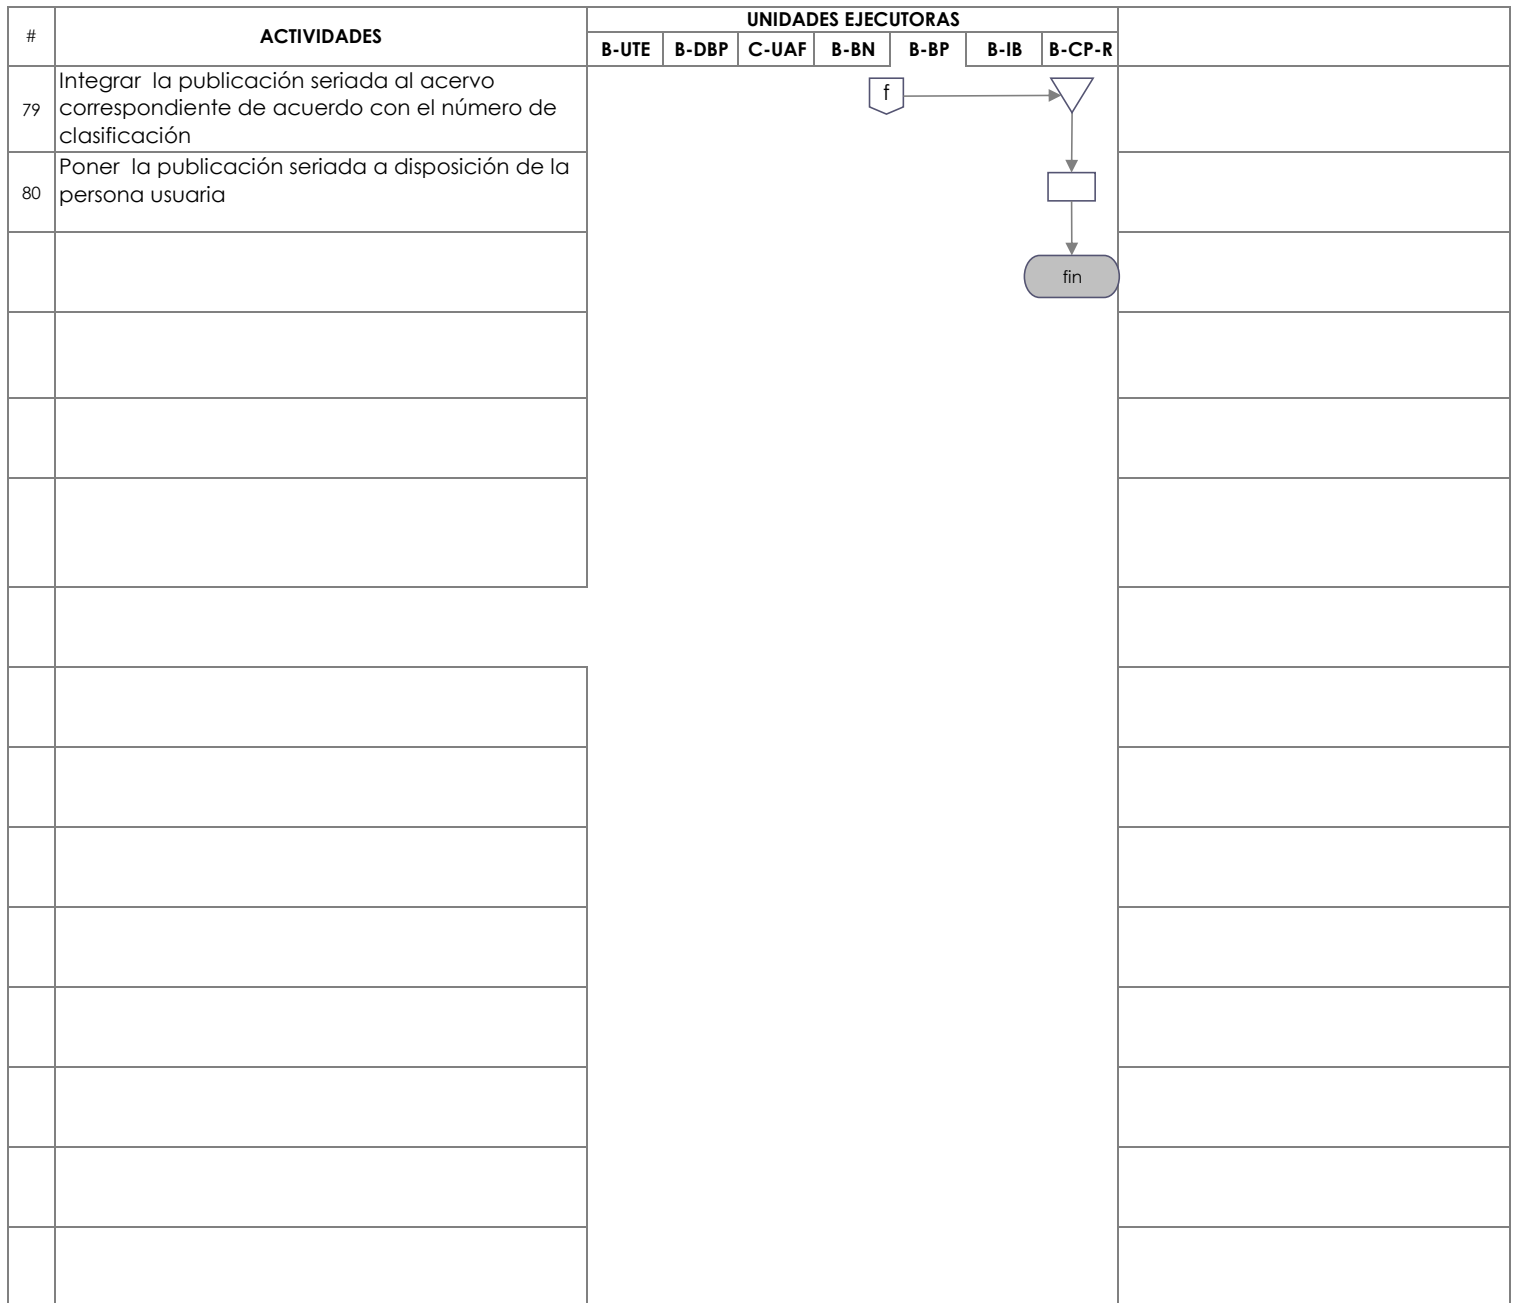 #
ACTIVIDADES
UNIDADES EJECUTORAS
B-UTE B-DBP C-UAF B-BN B-BP B-IB B-CP-R
79
Integrar  la publicación seriada al acervo
correspondiente de acuerdo con el número de
clasificación
f
80
Poner  la publicación seriada a disposición de la
persona usuaria
fin